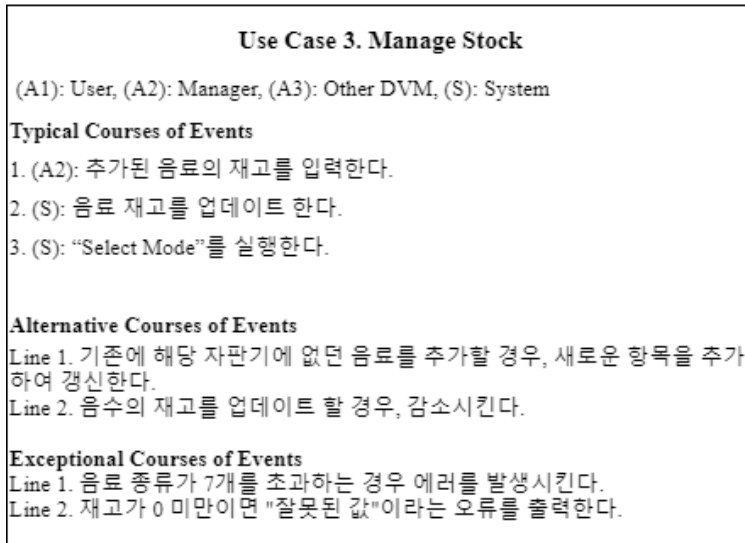 Use Case 3. Manage Stock
(A1): User, (A2): Manager, (A3): Other DVM, (S): System
Typical Courses of Events
1. (A2): 추가된 음료의 재고를 입력한다.
2. (S): 음료 재고를 업데이트 한다.
3. (S): “Select Mode”를 실행한다.
Alternative Courses of Events
Line 1. 기존에 해당 자판기에 없던 음료를 추가할 경우, 새로운 항목을 추가
하여 갱신한다.
Line 2. 음수의 재고를 업데이트 할 경우, 감소시킨다.
Exceptional Courses of Events
Line 1. 음료 종류가 7개를 초과하는 경우 에러를 발생시킨다.
Line 2. 재고가 0 미만이면 "잘못된 값"이라는 오류를 출력한다.